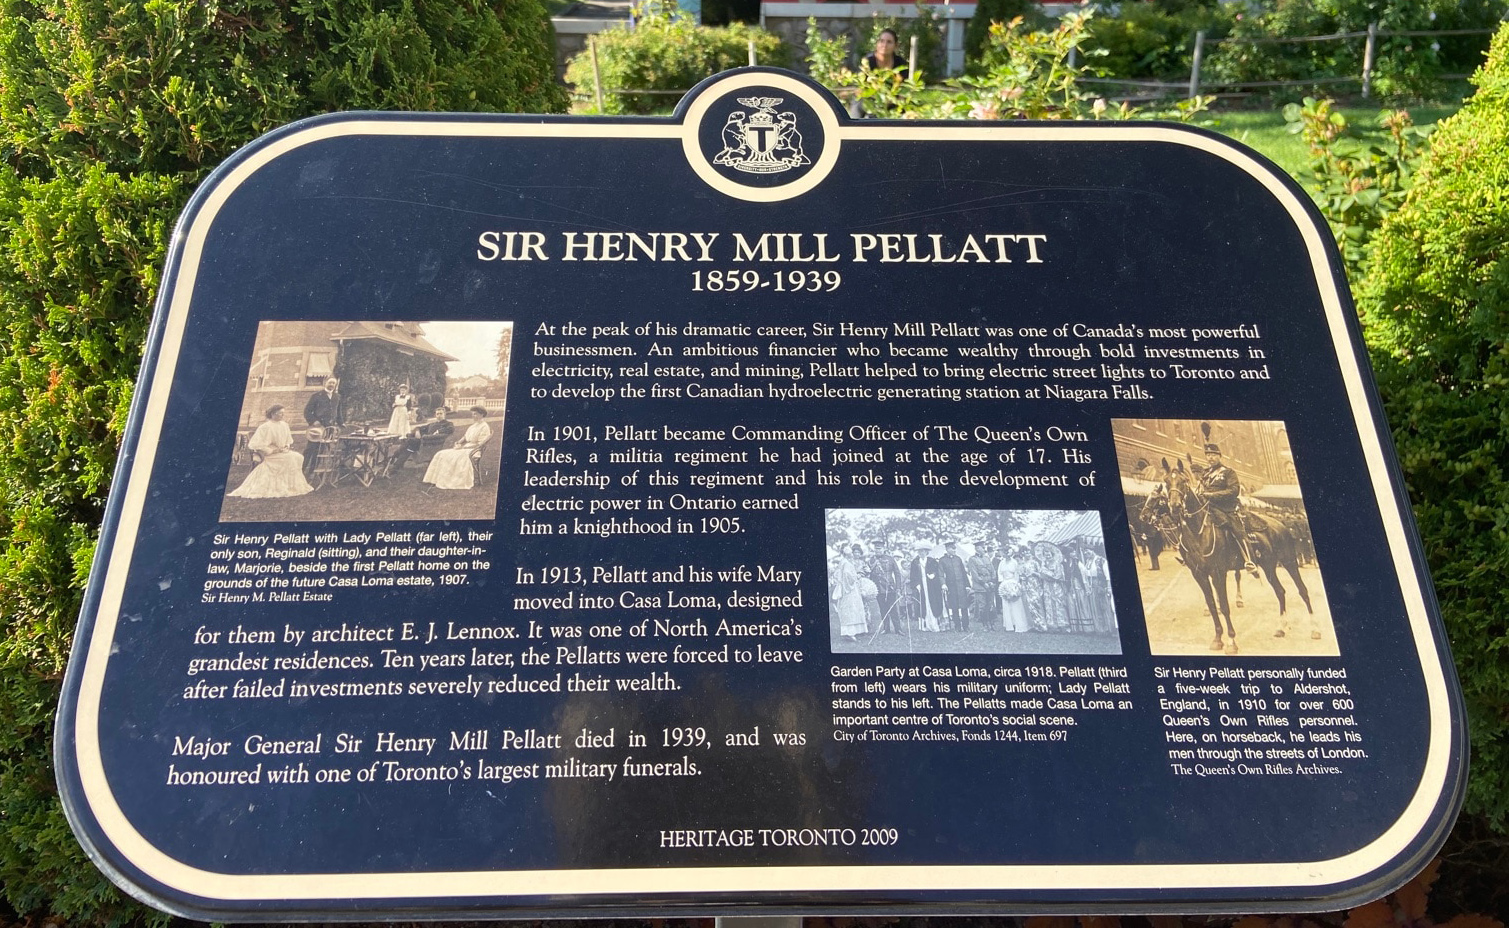 T
SIR HENRY MILL PELLATT
1859-1939
At the peak of his dramatic career, Sir Henry Mill Pellatt was one of Canada's most powerful
businessmen. An ambitious financier who became wealthy through bold investments in
electricity, real estate, and mining, Pellatt helped to bring electric street lights to Toronto and
to develop the first Canadian hydroelectric generating station at Niagara Falls.
In 1901, Pellatt became Commanding Officer of The Queen's Own
Rifles, a militia regiment he had joined at the age of 17. His
leadership of this regiment and his role in the development of
electric power in Ontario earned
him a knighthood in 1905.
In 1913, Pellatt and his wife Mary
moved into Casa Loma, designed
for them by architect E. J. Lennox. It was one of North America's
grandest residences. Ten years later, the Pellatts were forced to leave
after failed investments severely reduced their wealth.
Major General Sir Henry Mill Pellatt died in 1939, and was
honoured with one of Toronto's largest military funerals.
Sir Henry Pellatt with Lady Pellatt (far left), their
only son, Reginald (sitting), and their daughter-in-
law, Marjorie, beside the first Pellatt home on the
grounds of the future Casa Loma estate, 1907.
Sir Henry M. Pellatt Estate
Garden Party at Casa Loma, circa 1918. Pellatt (third
from left) wears his military uniform; Lady Pellatt
stands to his left. The Pellatts made Casa Loma an
important centre of Toronto's social scene.
City of Toronto Archives, Fonds 1244, Item 697
Sir Henry Pellatt personally funded
a five-week trip to Aldershot,
England, in 1910 for over 600
Queen's Own Rifles personnel.
Here, on horseback, he leads his
men through the streets of London.
The Queen's Own Rifles Archives.
HERITAGE TORONTO 2009